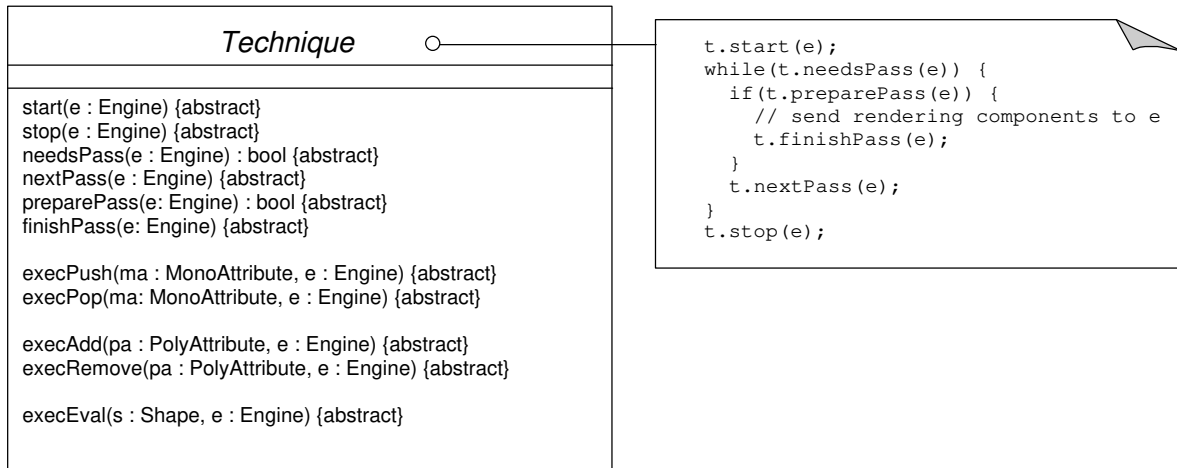 Technique
start(e : Engine) {abstract}
stop(e : Engine) {abstract}
needsPass(e : Engine) : bool {abstract}
nextPass(e : Engine) {abstract}
preparePass(e: Engine) : bool {abstract}
finishPass(e: Engine) {abstract}
execPush(ma : MonoAttribute, e : Engine) {abstract}
execPop(ma: MonoAttribute, e : Engine) {abstract}
execAdd(pa : PolyAttribute, e : Engine) {abstract}
execRemove(pa : PolyAttribute, e : Engine) {abstract}
execEval(s : Shape, e : Engine) {abstract}
t.start(e);
while(t.needsPass(e)) {
if(t.preparePass(e)) {
// send rendering components to e
t.finishPass(e);
}
t.nextPass(e);
}
t.stop(e);